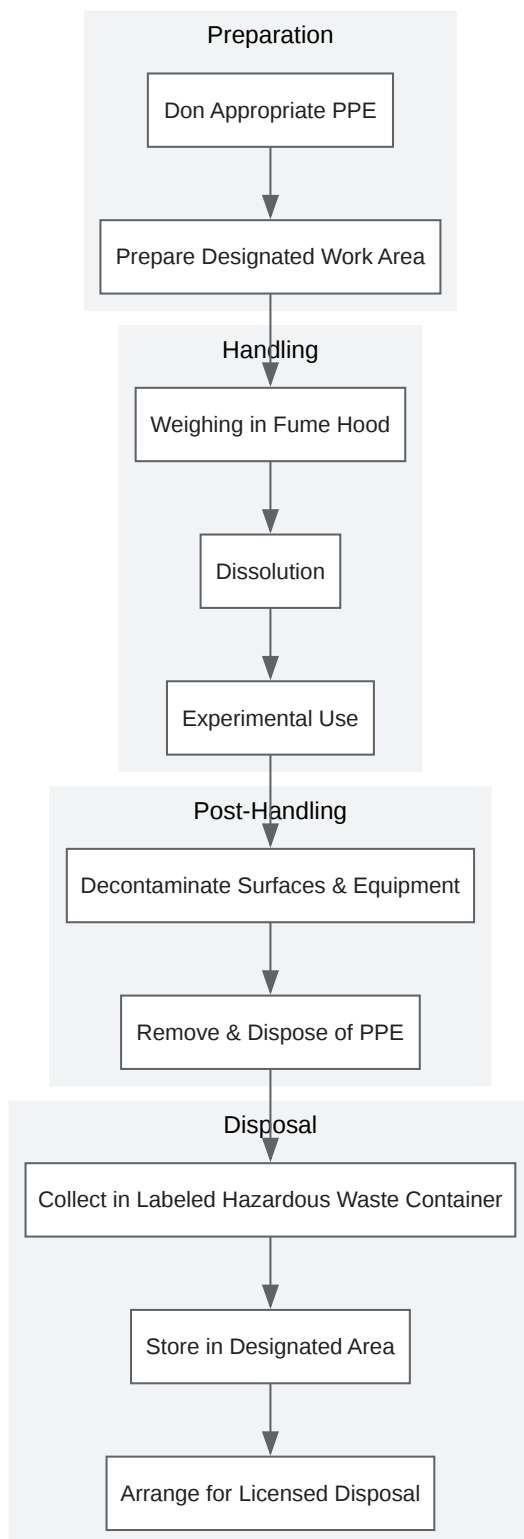 Preparation
Don Appropriate PPE
Prepare Designated Work Area
Handling
Weighing in Fume Hood
Dissolution
Experimental Use
Post-Handling
Decontaminate Surfaces & Equipment
Remove & Dispose of PPE
Disposal
Collect in Labeled Hazardous Waste Container
Store in Designated Area
Arrange for Licensed Disposal